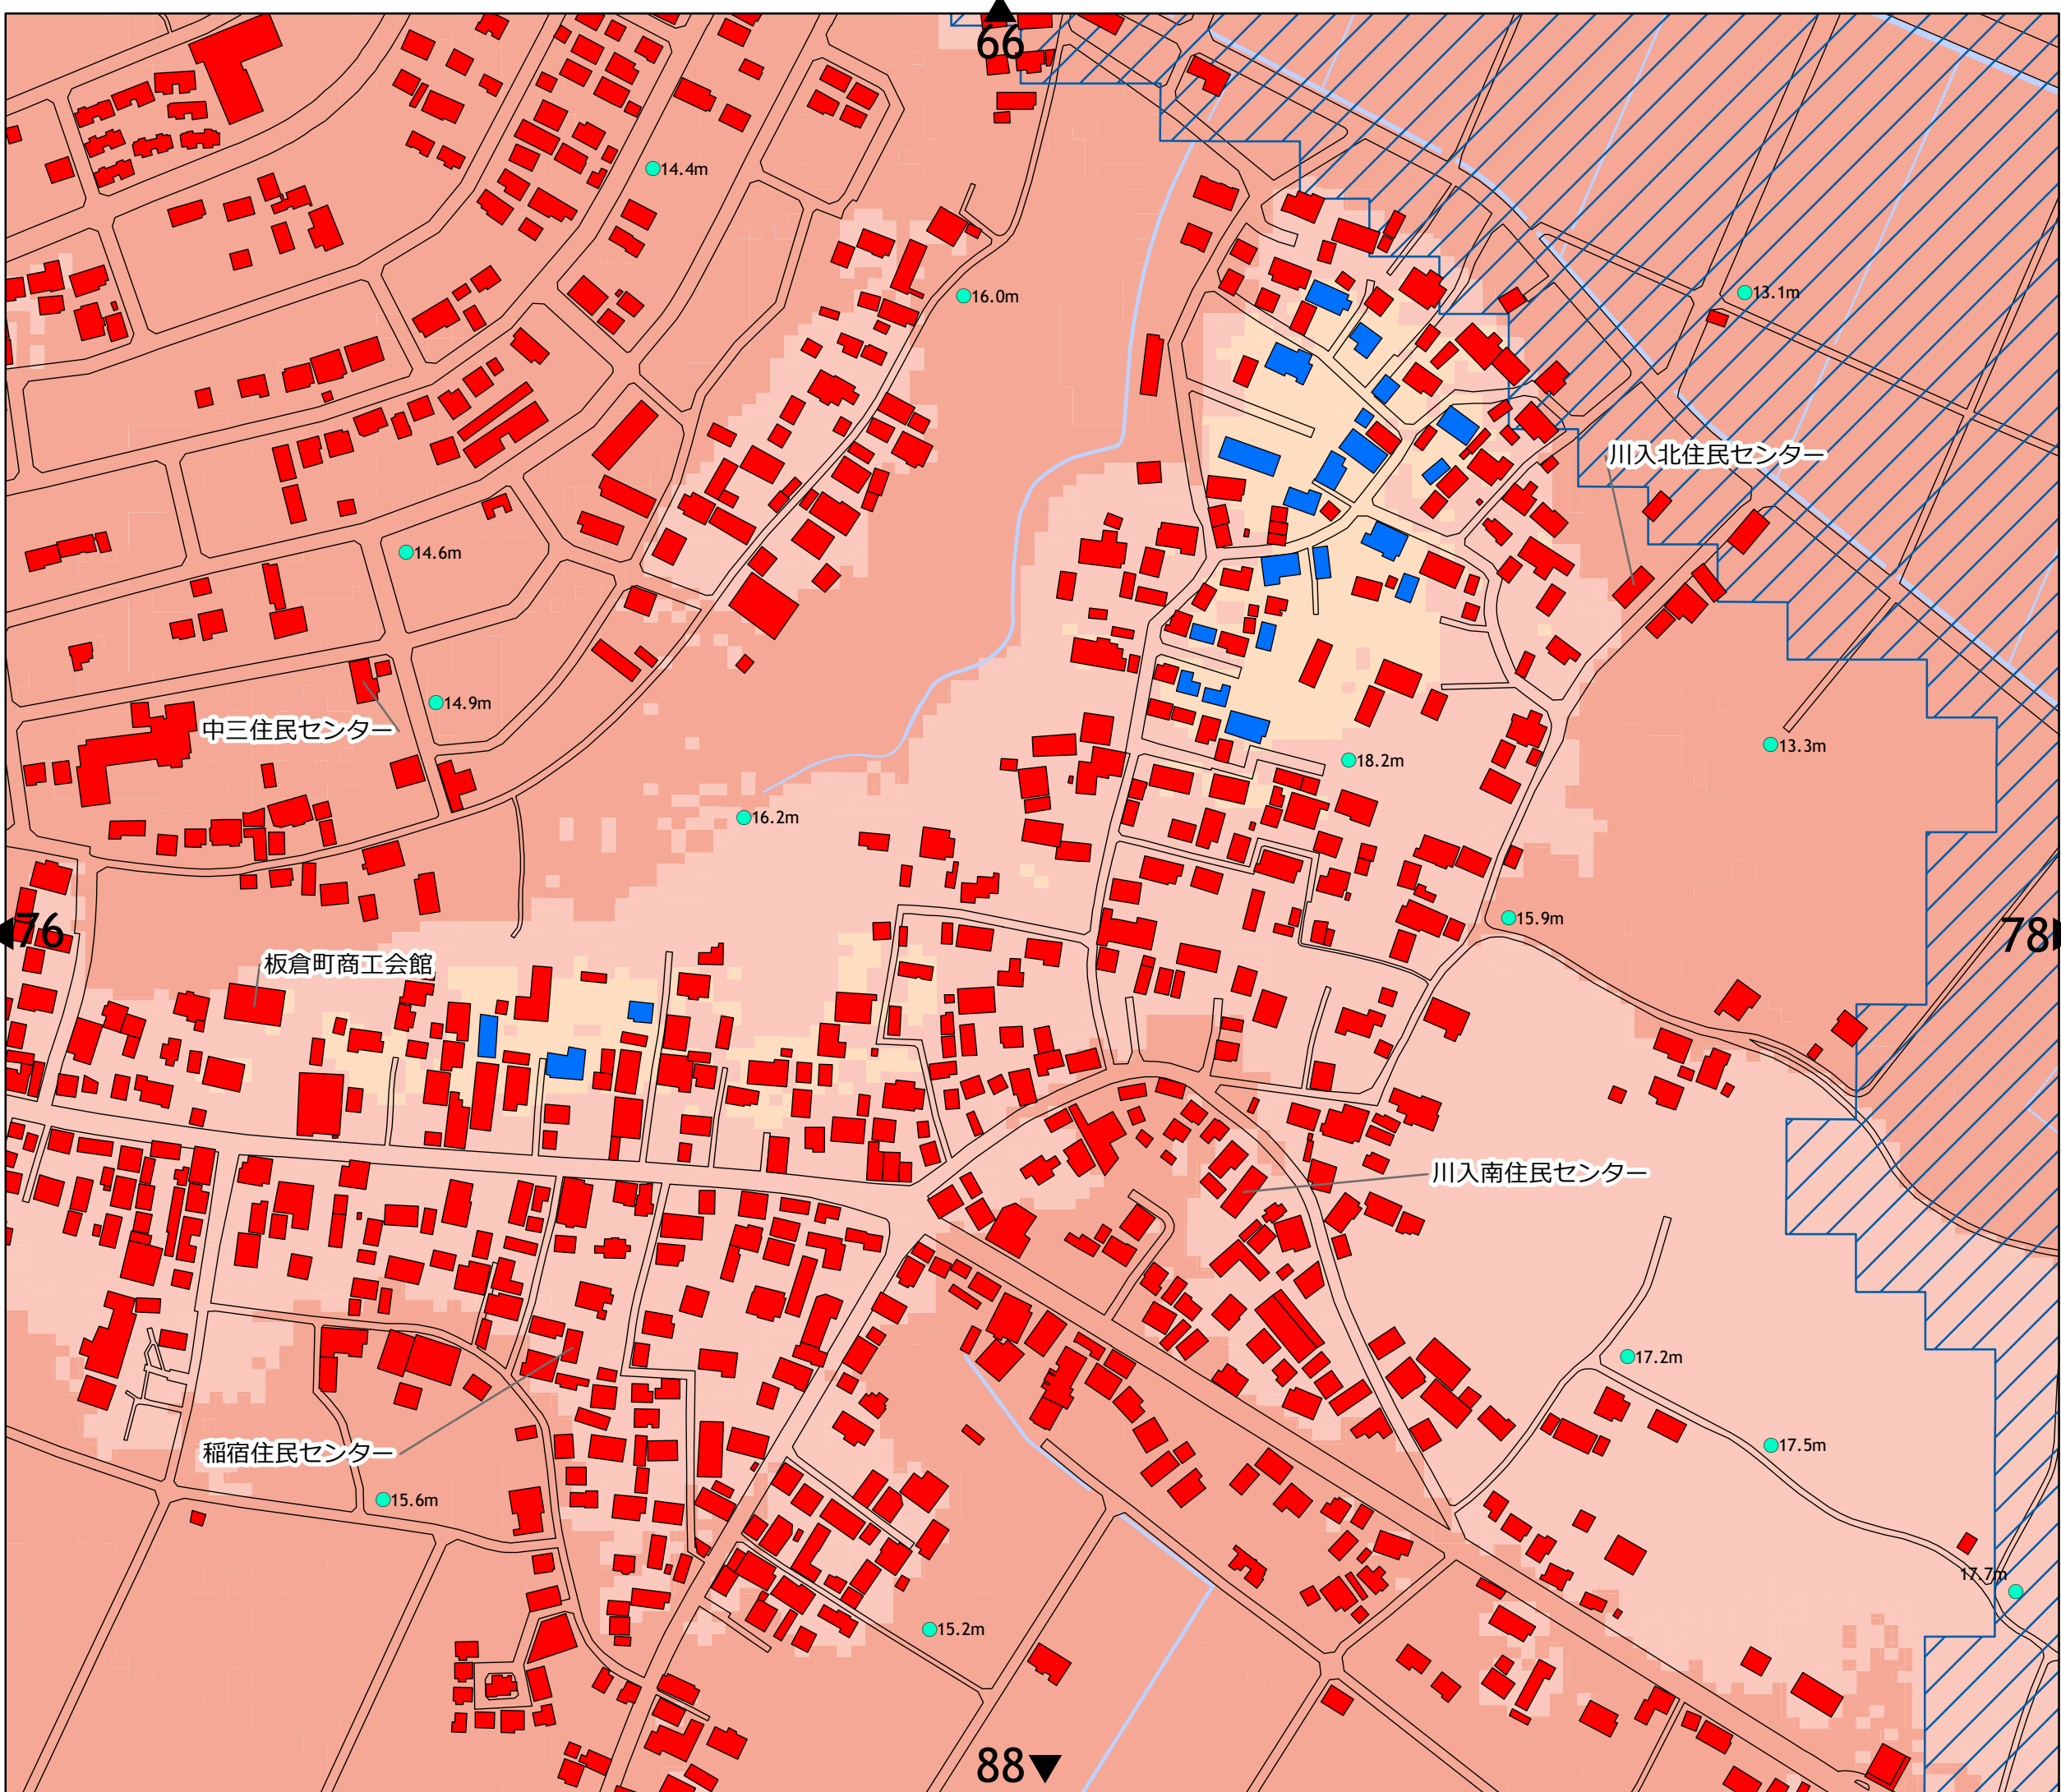 66
14.4m
13.1m
16.0m
川入北住民センター
14.6m
14.9m
中三住民センター
13.3m
18.2m
16.2m
15.9m
76
78
板倉町商工会館
川入南住民センター
17.2m
17.5m
稲宿住民センター
15.6m
17.7m
15.2m
88